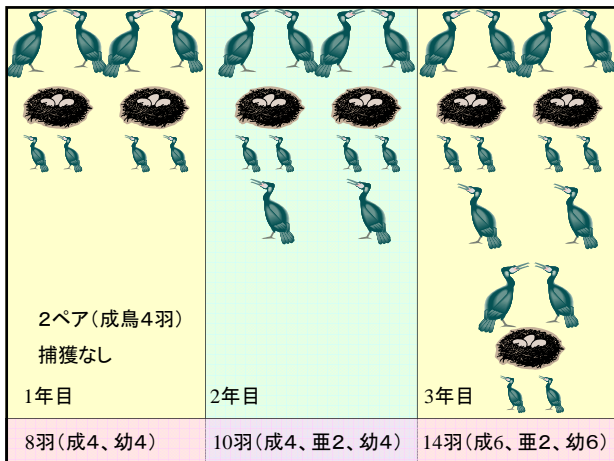 2ペア(成鳥4羽)
捕獲なし
1年目
2年目
3年目
8羽(成4、幼4)
10羽(成4、亜2、幼4)
14羽(成6、亜2、幼6)